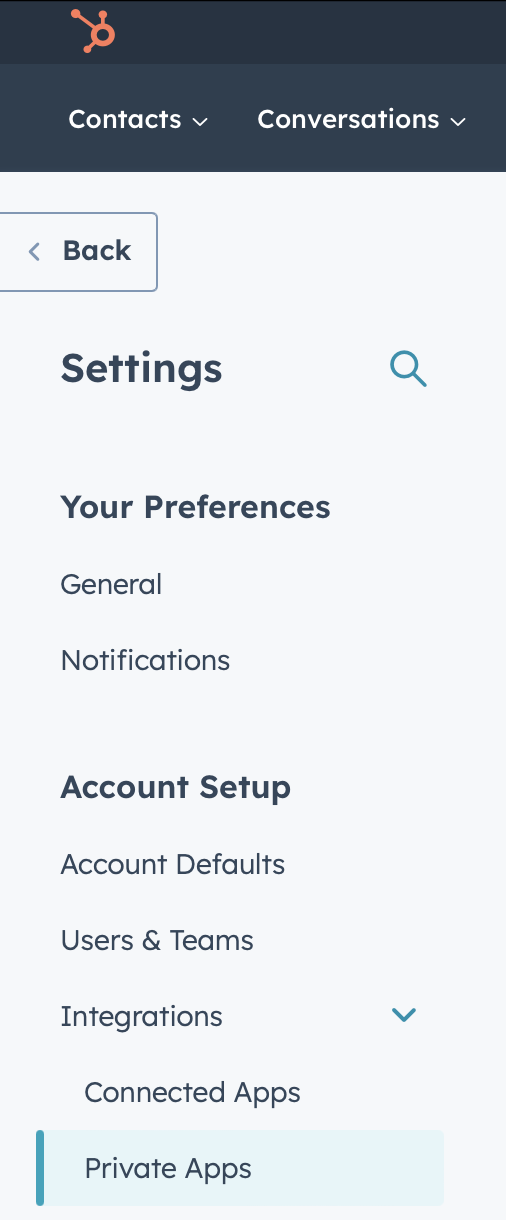 Contacts Conversations
Back
Settings
Your Preferences
General
Notifications
Account Setup
Account Defaults
Users & Teams
Integrations
Connected Apps
Private Apps